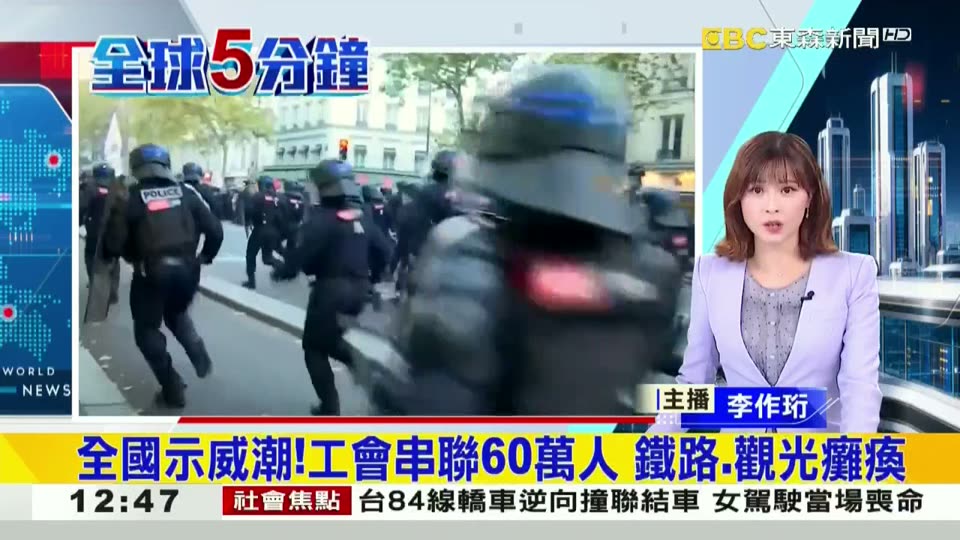 全球5分鐘
EBC東森新聞HD
POLICE
WORLD
NEWS
主播 李作珩
全國示威潮!工會串聯60萬人 鐵路.觀光癱瘓
12:47 社會焦點 台84線轎車逆向撞聯結車 女駕駛當場喪命